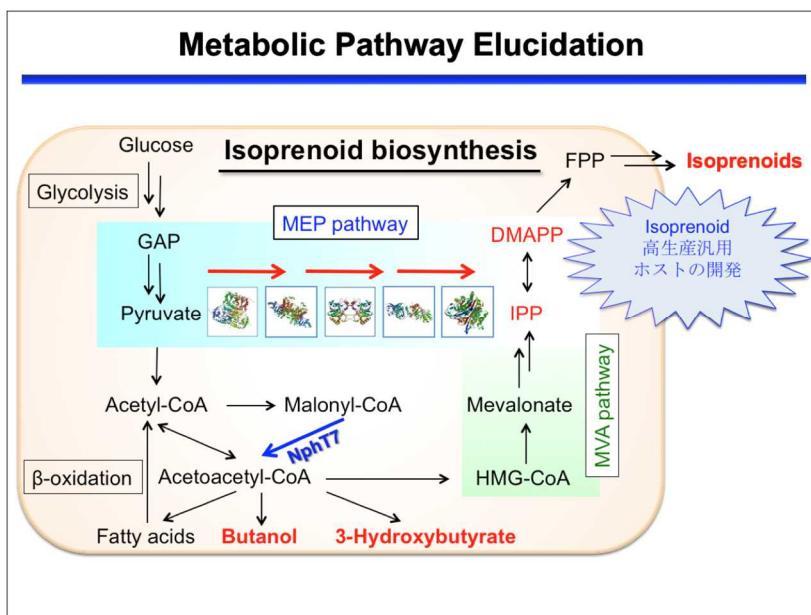 Metabolic Pathway Elucidation
Glucose
Isoprenoid biosynthesis
FPP
Isoprenoids
Glycolysis
MEP pathway
GAP
DMAPP
Isoprenoid
高生産汎用
ホストの開発
Pyruvate
IPP
Acetyl-CoA
Malonyl-CoA
Mevalonate
MVA pathway
NphT7
β-oxidation
Acetoacetyl-CoA
HMG-CoA
Fatty acids
Butanol
3-Hydroxybutyrate